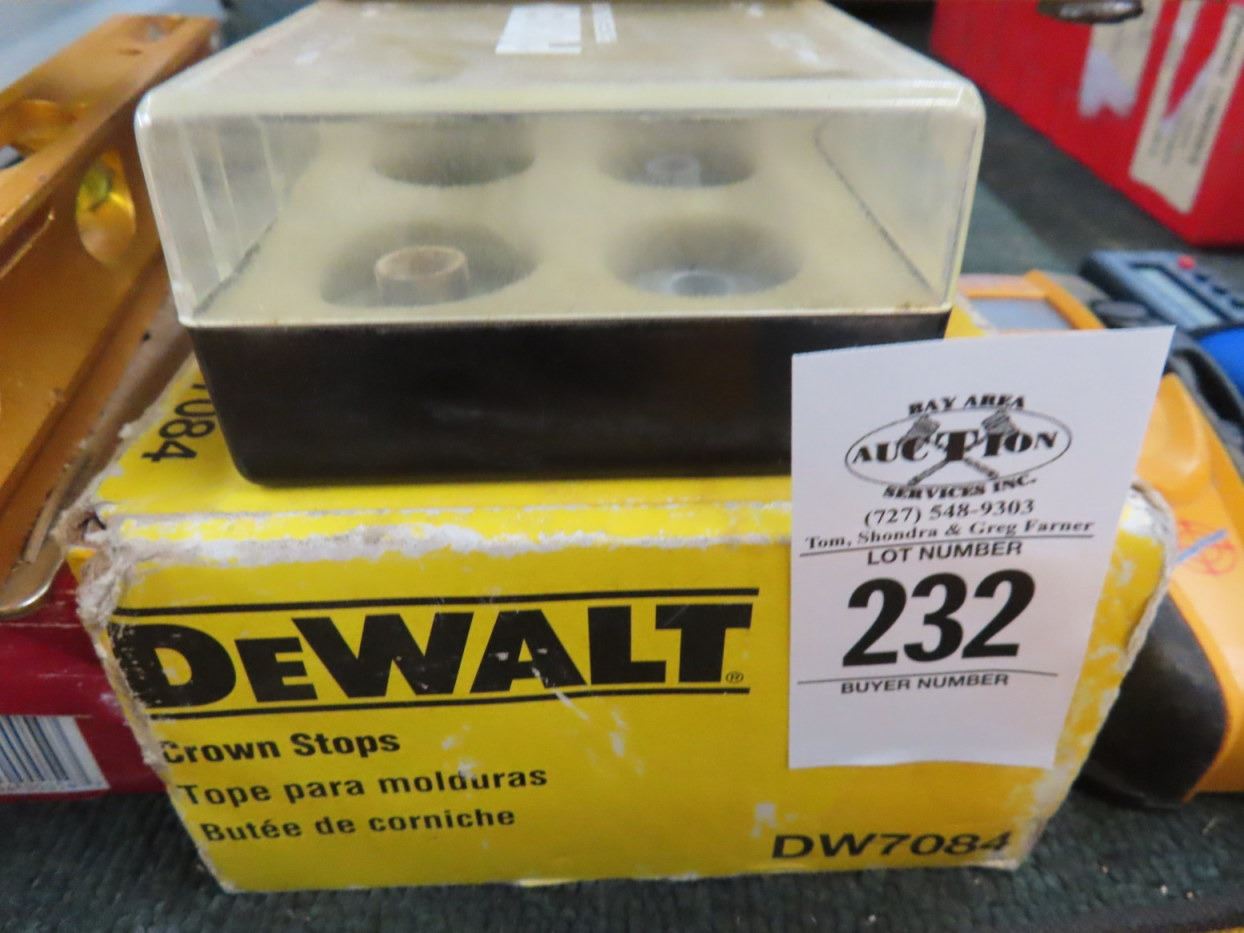 7084
BAY AREA
AUCTION
SERVICES INC.
(727) 548-9303
Tom, Shondra & Greg Farner
LOT NUMBER
232
BUYER NUMBER
DEWALT®
Crown Stops
Tope para molduras
Butée de corniche
DW7084